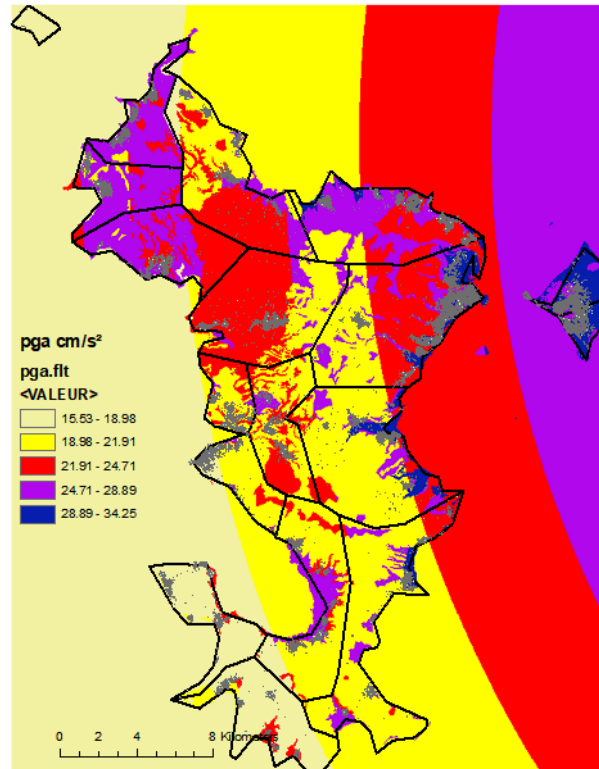 pga cm/s²
pga.flt
<VALEUR>
15.53 - 18.98
18.98 - 21.91
21.91 - 24.71
24.71 - 28.89
28.89 - 34.25
0 2 4 8 Kilometers